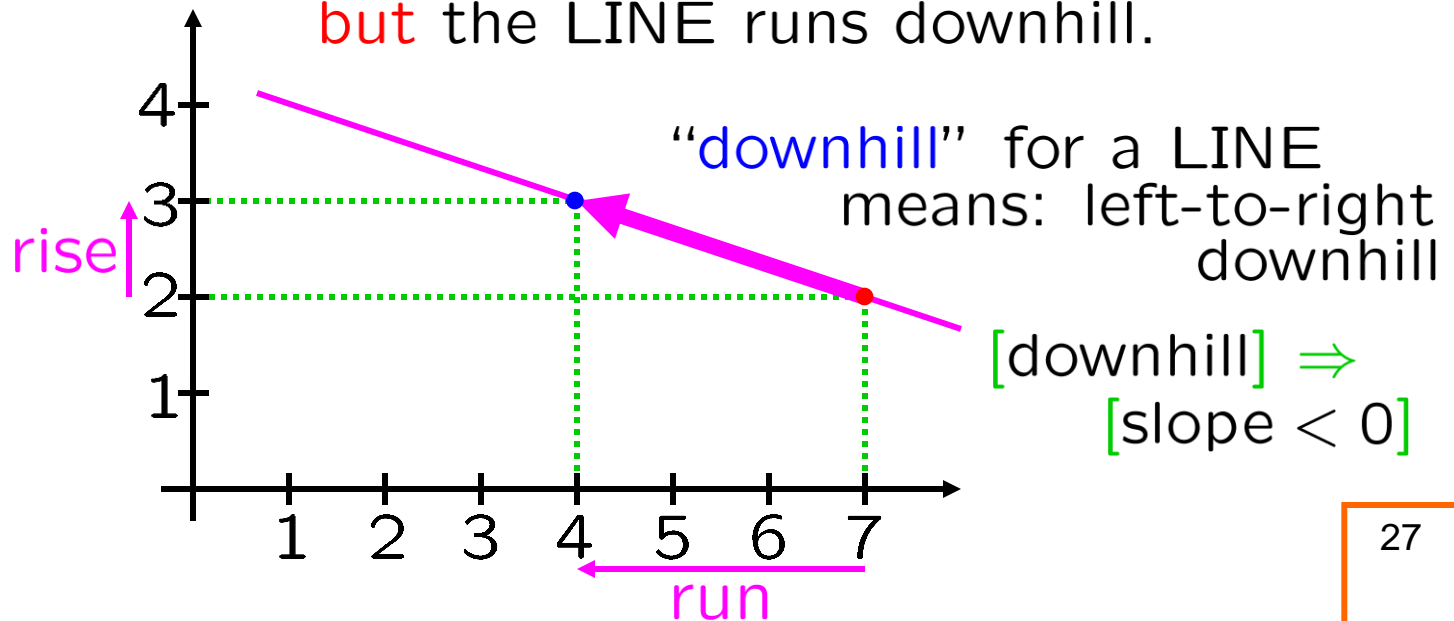 but the LINE runs downhill.
“downhill” for a LINE
means: left-to-right
downhill
[downhill] ⇒
[slope < 0]
4
3
rise
2
1
1 2 3 4 5 6 7
run
27